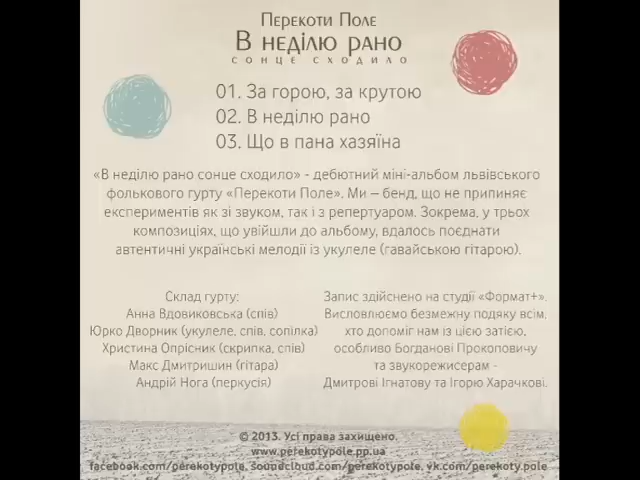 Перекоти Поле
В неділю рано
сонце сходило
01. За горою, за крутою
02. В неділю рано
03. Що в пана хазяїна
«В неділю рано сонце сходило» - дебютний міні-альбом львівського
фолькового гурту «Перекоти Поле». Ми – бенд, що не припиняє
експериментів як зі звуком, так і з репертуаром. Зокрема, у трьох
композиціях, що увійшли до альбому, вдалось поєднати
автентичні українські мелодії із укулеле (гавайською гітарою).
Склад гурту:
Анна Вдовиковська (спів)
Юрко Дворник (укулеле, спів, сопілка)
Христина Опрісник (скрипка, спів)
Макс Дмитришин (гітара)
Андрій Нога (перкусія)
Запис здійснено на студії «Формат+».
Висловлюємо безмежну подяку всім,
хто допоміг нам із цією затією,
особливо Богданові Прокоповичу
та звукорежисерам -
Дмитрові Ігнатову та Ігорю Харачкові.
© 2013. Усі права захищено.
www.perekotypole.pp.ua
facebook.com/perekotypole, soundcloud.com/perekotypole, vk.com/perekoty.pole